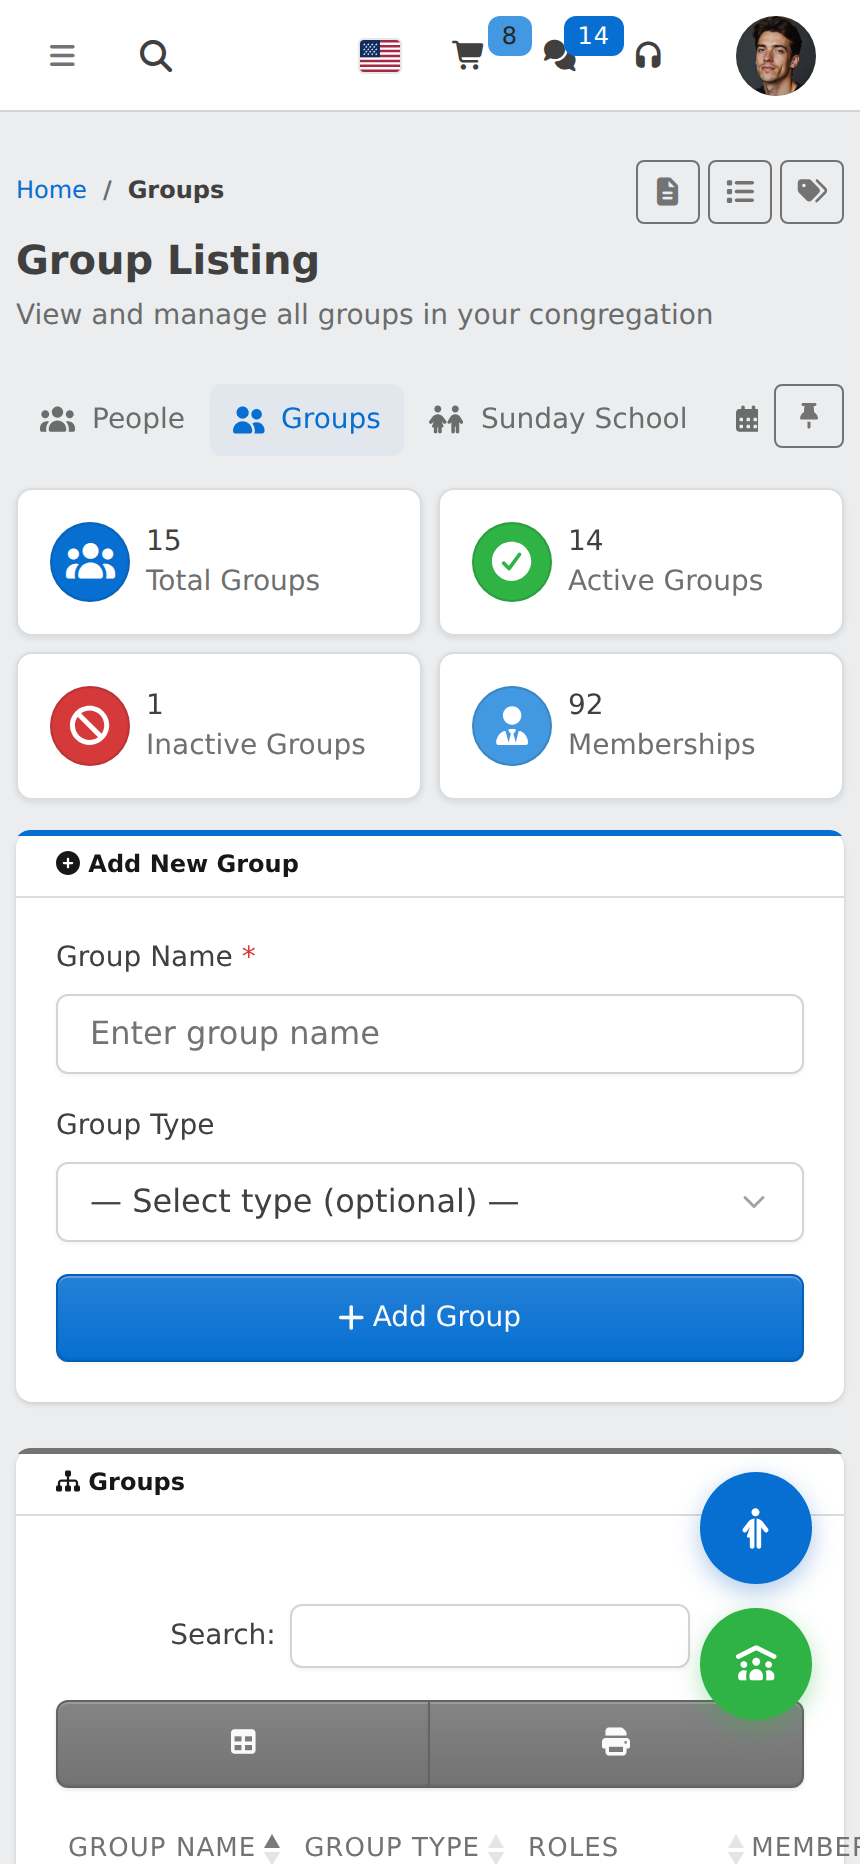 8
14
Home / Groups
Group Listing
View and manage all groups in your congregation
People
Groups
Sunday School
15
Total Groups
14
Active Groups
1
Inactive Groups
92
Memberships
Add New Group
Group Name *
Enter group name
Group Type
— Select type (optional) —
Add Group
Groups
Search:
GROUP NAME GROUP TYPE ROLES